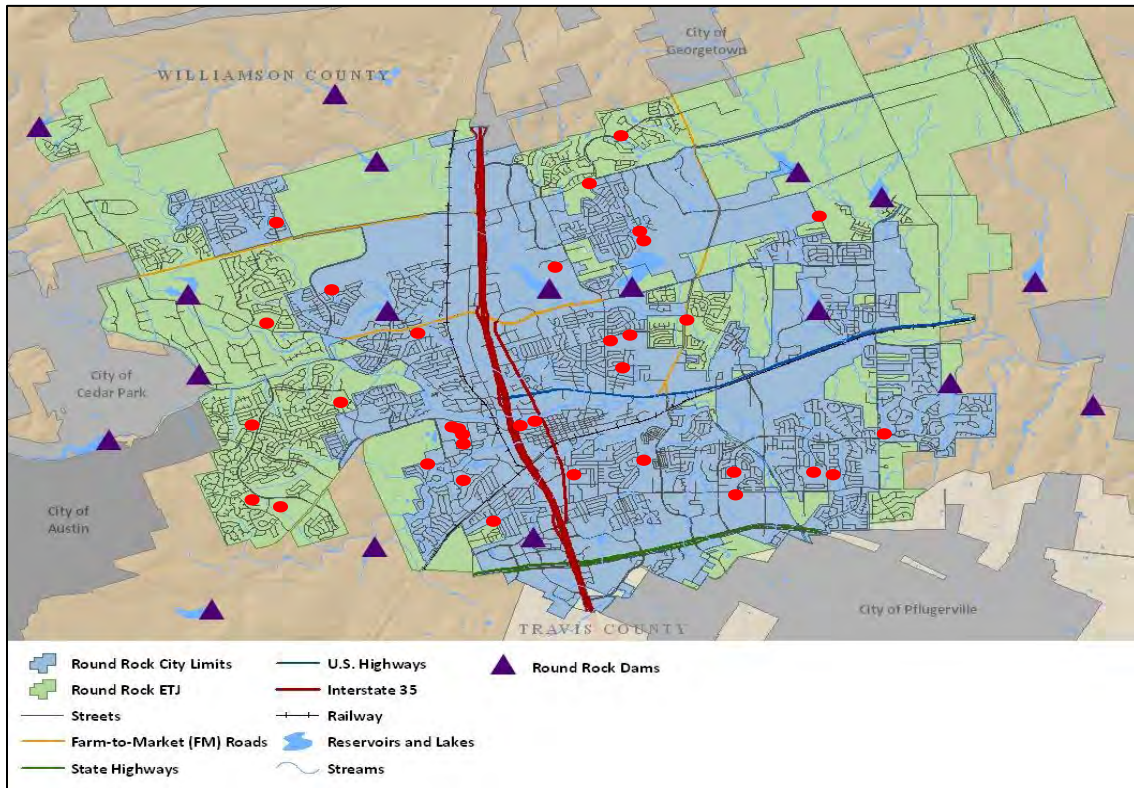 City of
Georgetown
WILLIAMSON COUNTY
City of
Cedar Park
City of
Austin
City of Pflugerville
TRAVIS COUNTY
Round Rock City Limits
U.S. Highways
Round Rock Dams
Round Rock ETJ
Interstate 35
Streets
Railway
Farm-to-Market (FM) Roads
Reservoirs and Lakes
State Highways
Streams